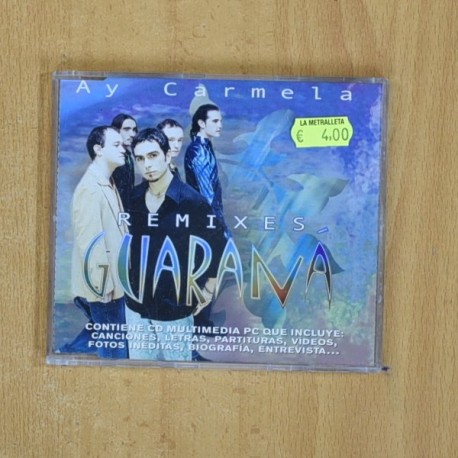 Ay Carmela
LA METRALLETA
€ 4.00
REMIXES
GUARANÁ
CONTIENE CD MULTIMEDIA PC QUE INCLUYE:
CANCIONES, LETRAS, PARTITURAS, VIDEOS,
FOTOS INEDITAS, BIOGRAFÍA, ENTREVISTA...